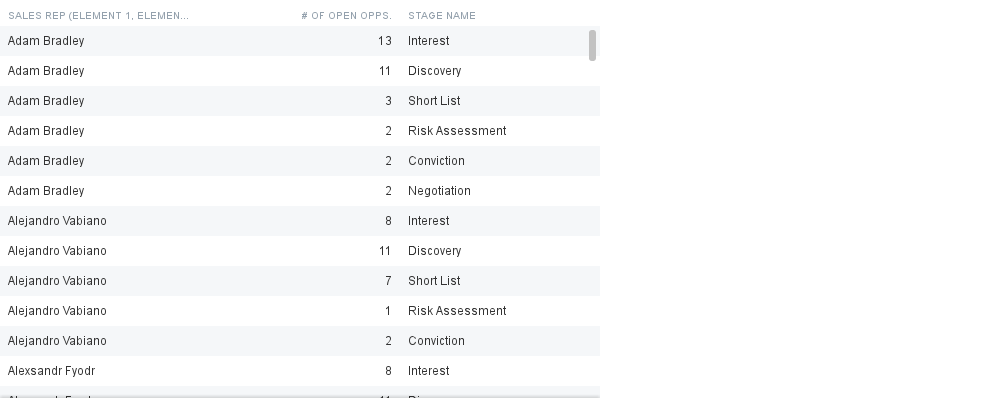 SALES REP (ELEMENT 1, ELEMEN... # OF OPEN OPPS. STAGE NAME
Adam Bradley 13 Interest
Adam Bradley 11 Discovery
Adam Bradley 3 Short List
Adam Bradley 2 Risk Assessment
Adam Bradley 2 Conviction
Adam Bradley 2 Negotiation
Alejandro Vabiano 8 Interest
Alejandro Vabiano 11 Discovery
Alejandro Vabiano 7 Short List
Alejandro Vabiano 1 Risk Assessment
Alejandro Vabiano 2 Conviction
Alexsandr Fyodr 8 Interest